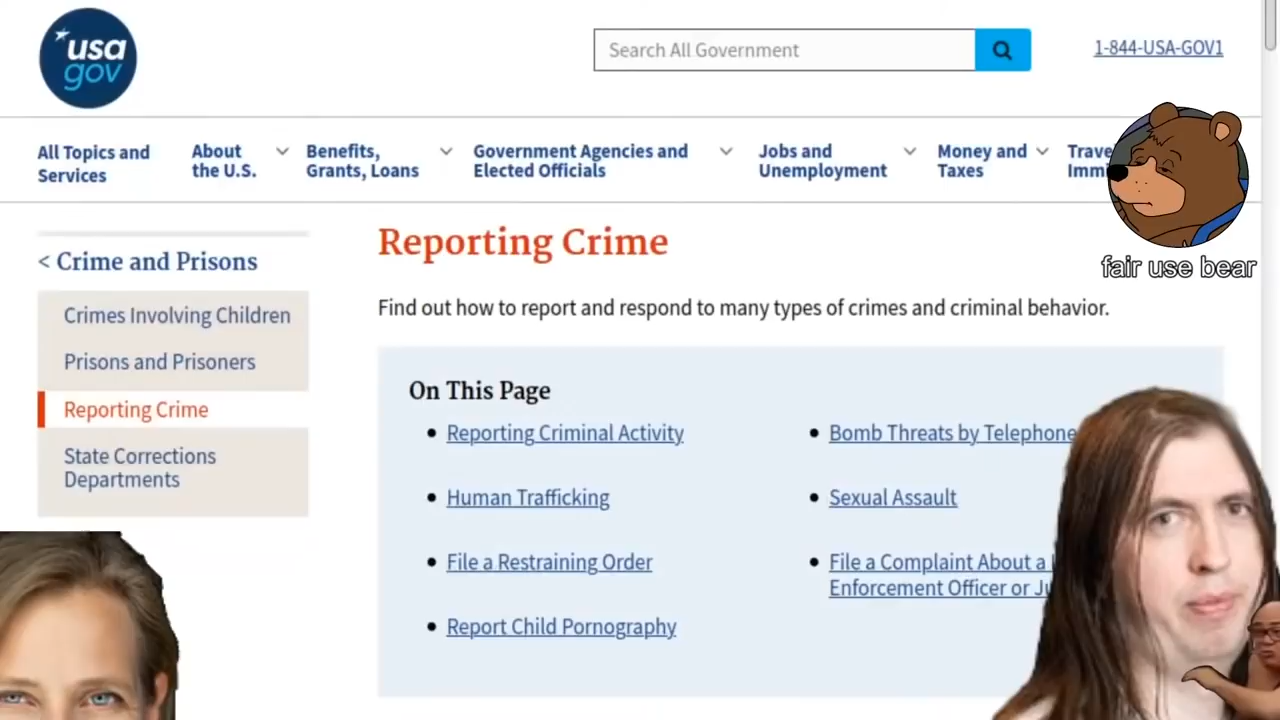 usa
gov
Search All Government
1-844-USA-GOV1
All Topics and
Services
About
the U.S.
Benefits,
Grants, Loans
Government Agencies and
Elected Officials
Jobs and
Unemployment
Money and
Taxes
Trave
Immi
fair use bear
< Crime and Prisons
Crimes Involving Children
Prisons and Prisoners
Reporting Crime
State Corrections
Departments
Reporting Crime
Find out how to report and respond to many types of crimes and criminal behavior.
On This Page
• Reporting Criminal Activity
• Human Trafficking
• File a Restraining Order
• Report Child Pornography
• Bomb Threats by Telephone
• Sexual Assault
• File a Complaint About a
Enforcement Officer or Ju